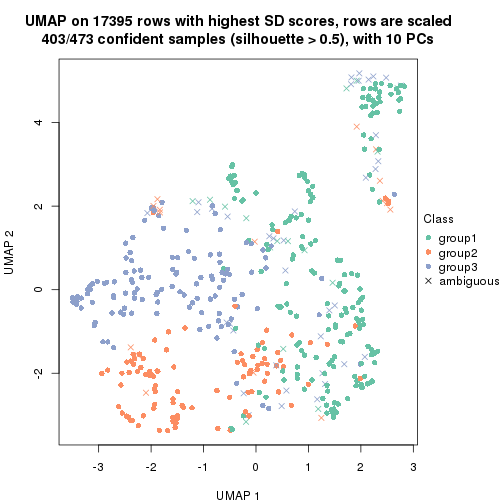 UMAP on 17395 rows with highest SD scores, rows are scaled
403/473 confident samples (silhouette > 0.5), with 10 PCs
UMAP 2
4
2
0
-2
-3
-2
-1
0
1
2
3
UMAP 1
Class
group1
group2
group3
ambiguous